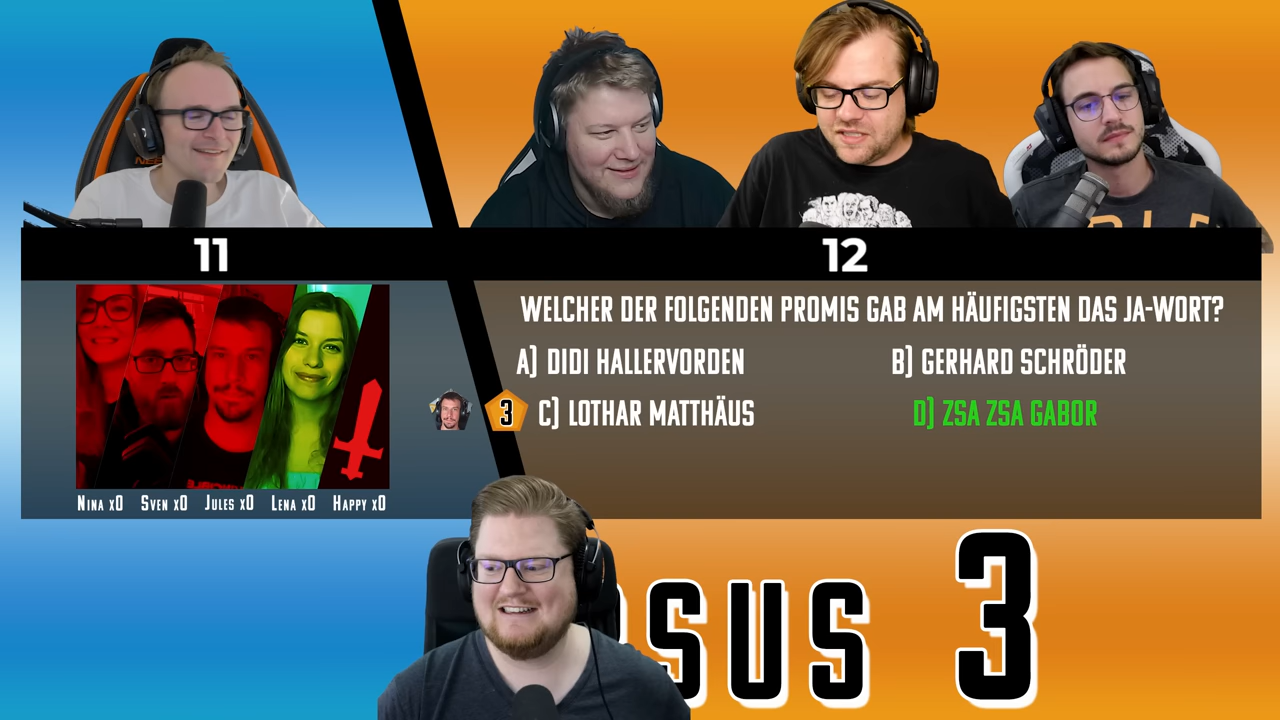 11
12
WELCHER DER FOLGENDEN PROMIS GAB AM HÄUFIGSTEN DAS JA-WORT?
A) DIDI HALLERVORDEN
B) GERHARD SCHRÖDER
3
C) LOTHAR MATTHÄUS
D) ZSA ZSA GABOR
NINA X0 SVEN X0 JULES X0 LENA X0 HAPPY X0
SUS 3